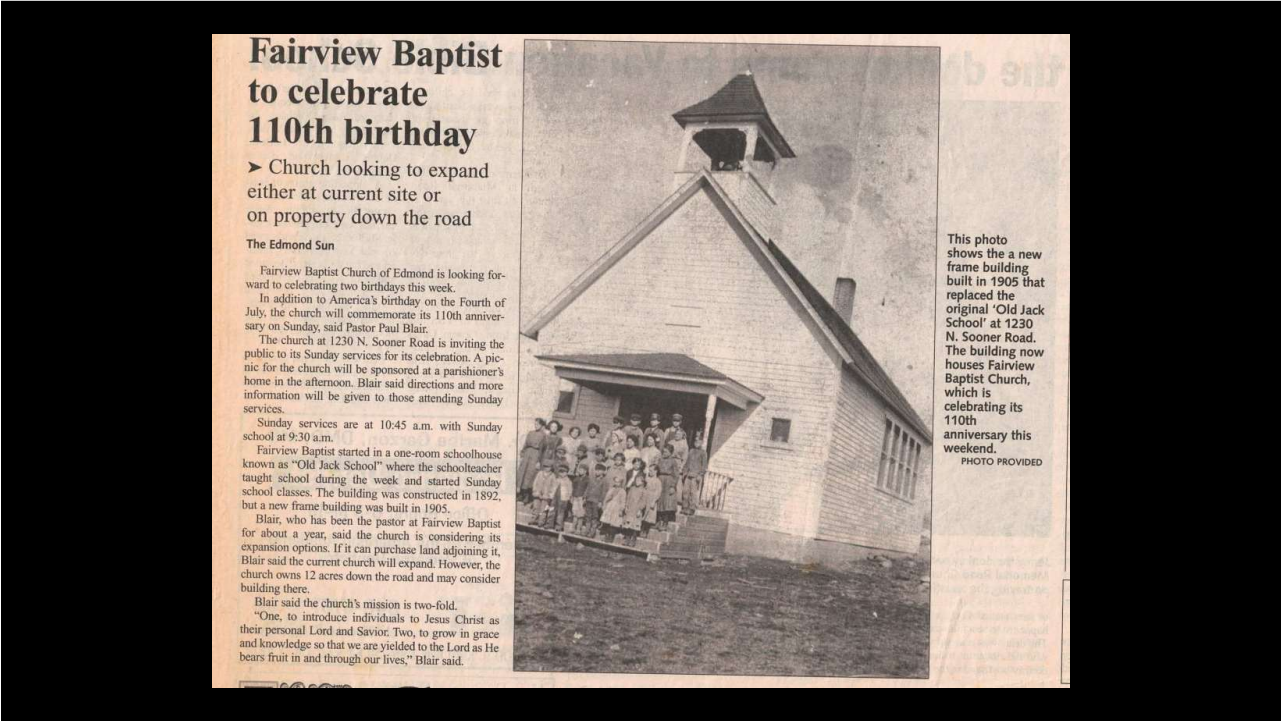 Fairview Baptist
to celebrate
110th birthday
➤ Church looking to expand
either at current site or
on property down the road
The Edmond Sun
Fairview Baptist Church of Edmond is looking for-
ward to celebrating two birthdays this week.
In addition to America's birthday on the Fourth of
July, the church will commemorate its 110th anniver-
sary on Sunday, said Pastor Paul Blair.
The church at 1230 N. Sooner Road is inviting the
public to its Sunday services for its celebration. A pic-
nic for the church will be sponsored at a parishioner's
home in the afternoon. Blair said directions and more
information will be given to those attending Sunday
services.
Sunday services are at 10:45 a.m. with Sunday
school at 9:30 a.m.
Fairview Baptist started in a one-room schoolhouse
known as "Old Jack School" where the schoolteacher
taught school during the week and started Sunday
school classes. The building was constructed in 1892,
but a new frame building was built in 1905.
Blair, who has been the pastor at Fairview Baptist
for about a year, said the church is considering its
expansion options. If it can purchase land adjoining it,
Blair said the current church will expand. However, the
church owns 12 acres down the road and may consider
building there.
Blair said the church's mission is two-fold.
"One, to introduce individuals to Jesus Christ as
their personal Lord and Savior. Two, to grow in grace
and knowledge so that we are yielded to the Lord as He
bears fruit in and through our lives," Blair said.
This photo
shows the a new
frame building
built in 1905 that
replaced the
original 'Old Jack
School' at 1230
N. Sooner Road.
The building now
houses Fairview
Baptist Church,
which is
celebrating its
110th
anniversary this
weekend.
PHOTO PROVIDED